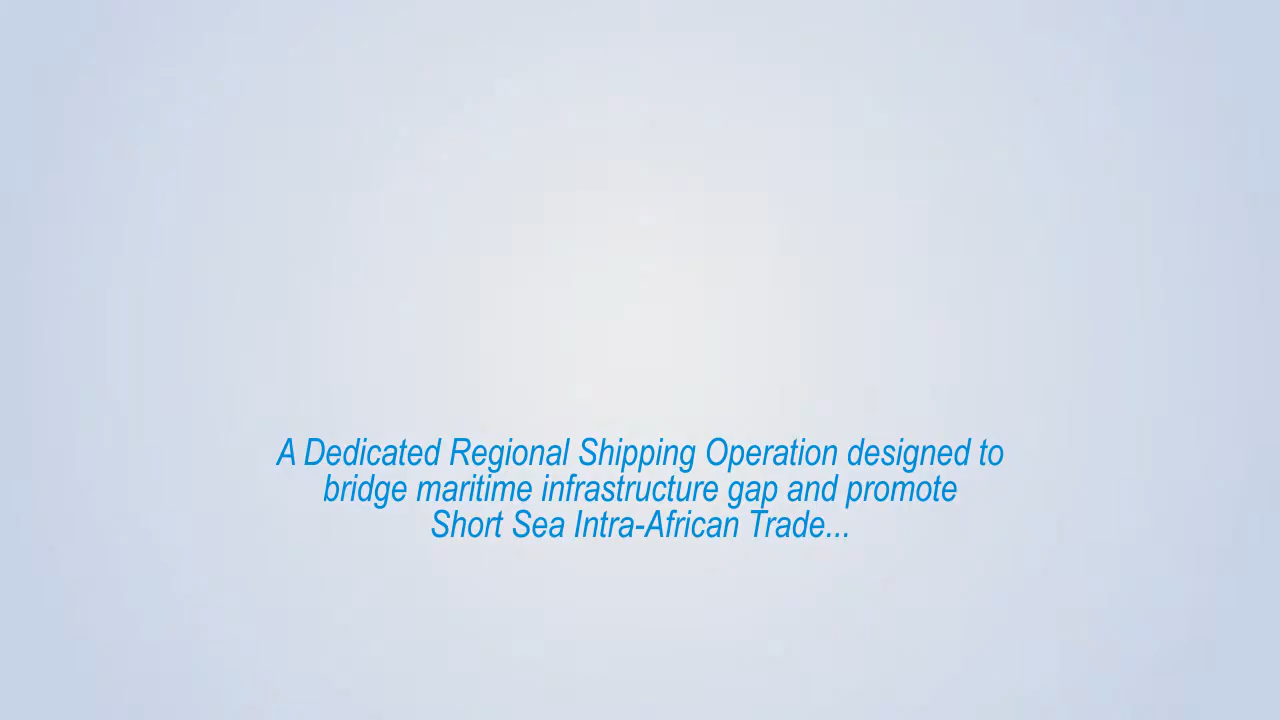 A Dedicated Regional Shipping Operation designed to
bridge maritime infrastructure gap and promote
Short Sea Intra-African Trade...